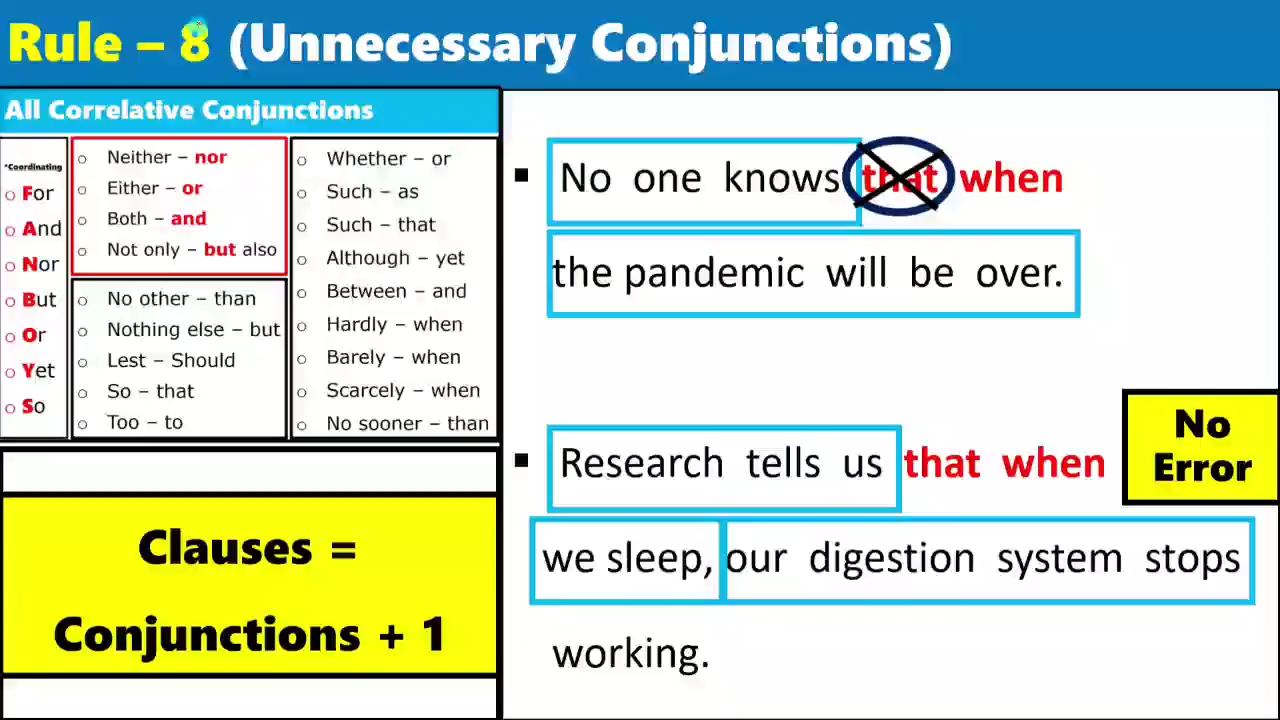 Rule – 8 (Unnecessary Conjunctions)
All Correlative Conjunctions
*Coordinating
o For
o And
o Nor
o But
o Or
o Yet
o So
o Neither – nor
o Either – or
o Both – and
o Not only – but also
o No other – than
o Nothing else – but
o Lest – Should
o So – that
o Too – to
o Whether – or
o Such – as
o Such – that
o Although – yet
o Between – and
o Hardly – when
o Barely – when
o Scarcely – when
o No sooner – than
Clauses =
Conjunctions + 1
▪ No one knows that when
the pandemic will be over.
▪ Research tells us that when
we sleep, our digestion system stops
working.
No
Error